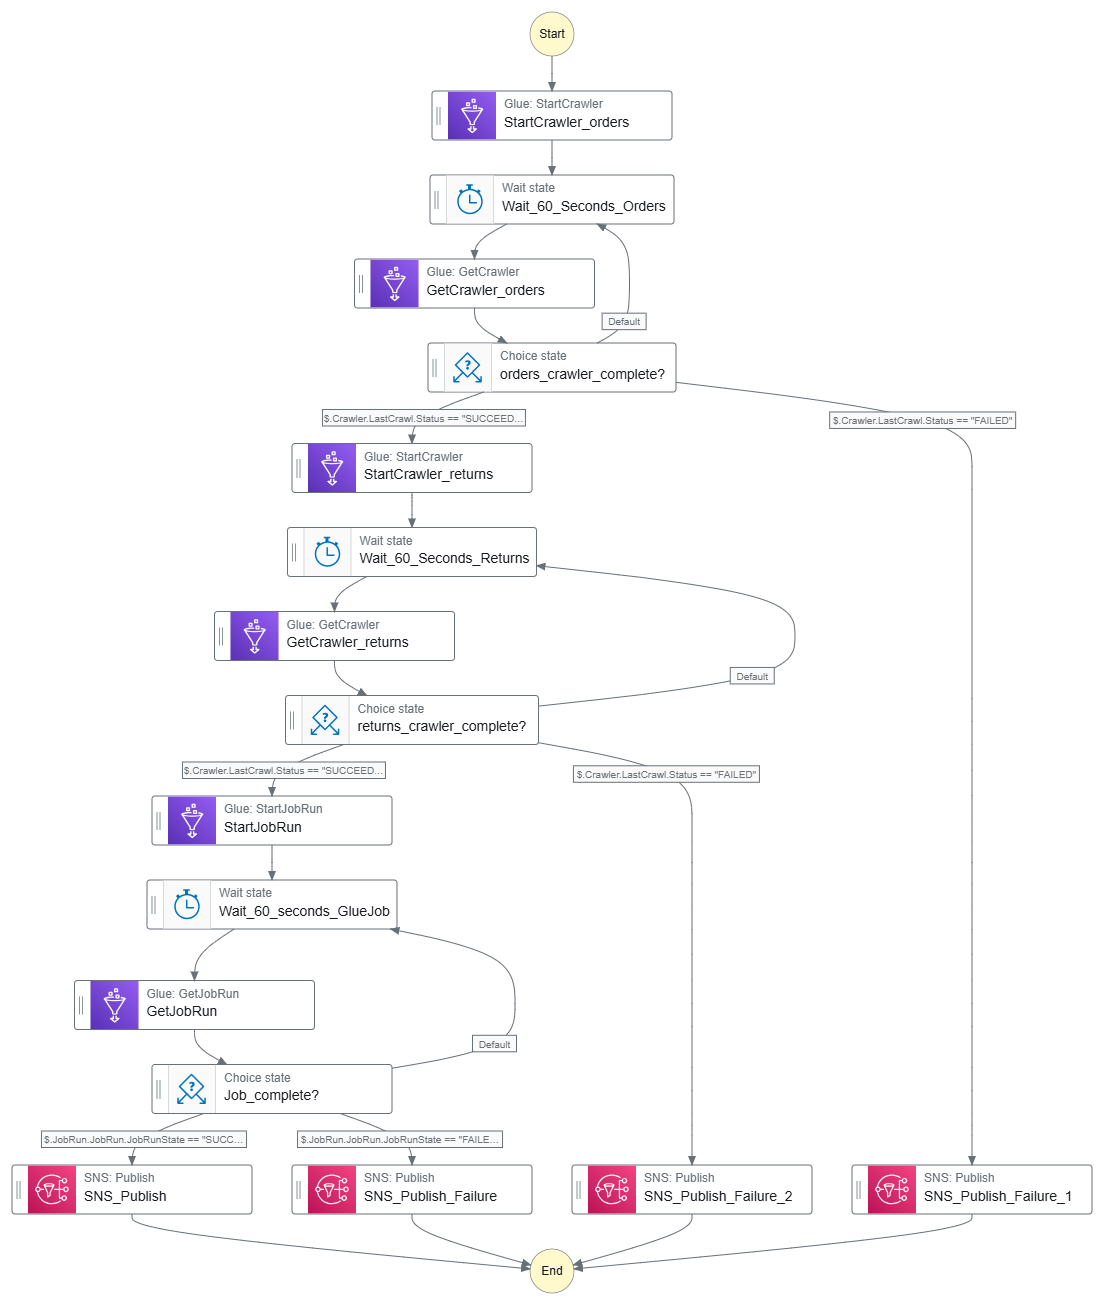 Start
Glue: StartCrawler
StartCrawler_orders
Wait state
Wait_60_Seconds_Orders
Glue: GetCrawler
GetCrawler_orders
Default
Choice state
orders_crawler_complete?
$.Crawler.LastCrawl.Status == "SUCCEED...
$.Crawler.LastCrawl.Status == "FAILED"
Glue: StartCrawler
StartCrawler_returns
Wait state
Wait_60_Seconds_Returns
Glue: GetCrawler
GetCrawler_returns
Default
Choice state
returns_crawler_complete?
$.Crawler.LastCrawl.Status == "SUCCEED...
$.Crawler.LastCrawl.Status == "FAILED"
Glue: StartJobRun
StartJobRun
Wait state
Wait_60_seconds_GlueJob
Glue: GetJobRun
GetJobRun
Default
Choice state
Job_complete?
$.JobRun.JobRun.JobRunState == "SUCC...
$.JobRun.JobRun.JobRunState == "FAILE...
SNS: Publish
SNS_Publish
SNS: Publish
SNS_Publish_Failure
SNS: Publish
SNS_Publish_Failure_2
SNS: Publish
SNS_Publish_Failure_1
End